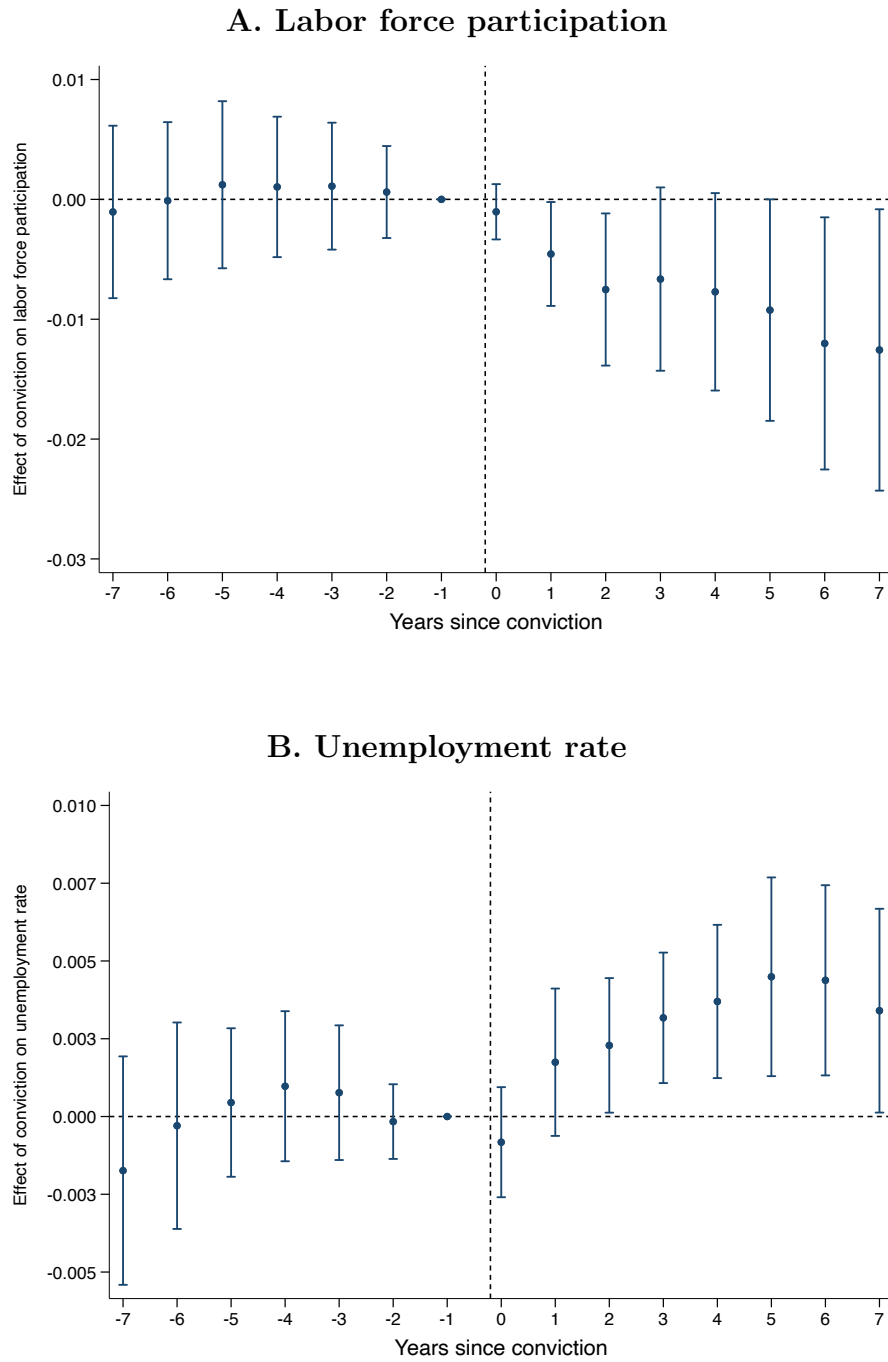 A. Labor force participation
Effect of conviction on labor force participation
0.01
0.00
-0.01
-0.02
-0.03
-7 -6 -5 -4 -3 -2 -1 0 1 2 3 4 5 6 7
Years since conviction
B. Unemployment rate
Effect of conviction on unemployment rate
0.010
0.007
0.005
0.003
0.000
-0.003
-0.005
-7 -6 -5 -4 -3 -2 -1 0 1 2 3 4 5 6 7
Years since conviction